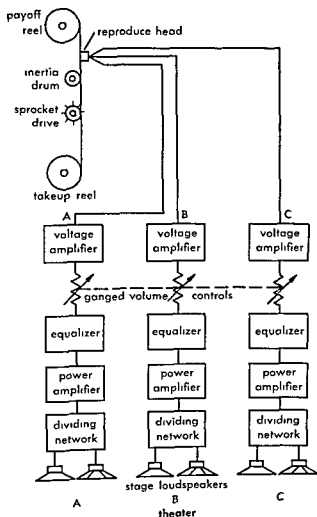 payoff
reel
reproduce head
inertia
drum
sprocket
drive
takeup reel
A
B
C
voltage
amplifier
voltage
amplifier
voltage
amplifier
ganged volume controls
equalizer
equalizer
equalizer
power
amplifier
power
amplifier
power
amplifier
dividing
network
dividing
network
dividing
network
stage loudspeakers
A
B
C
theater